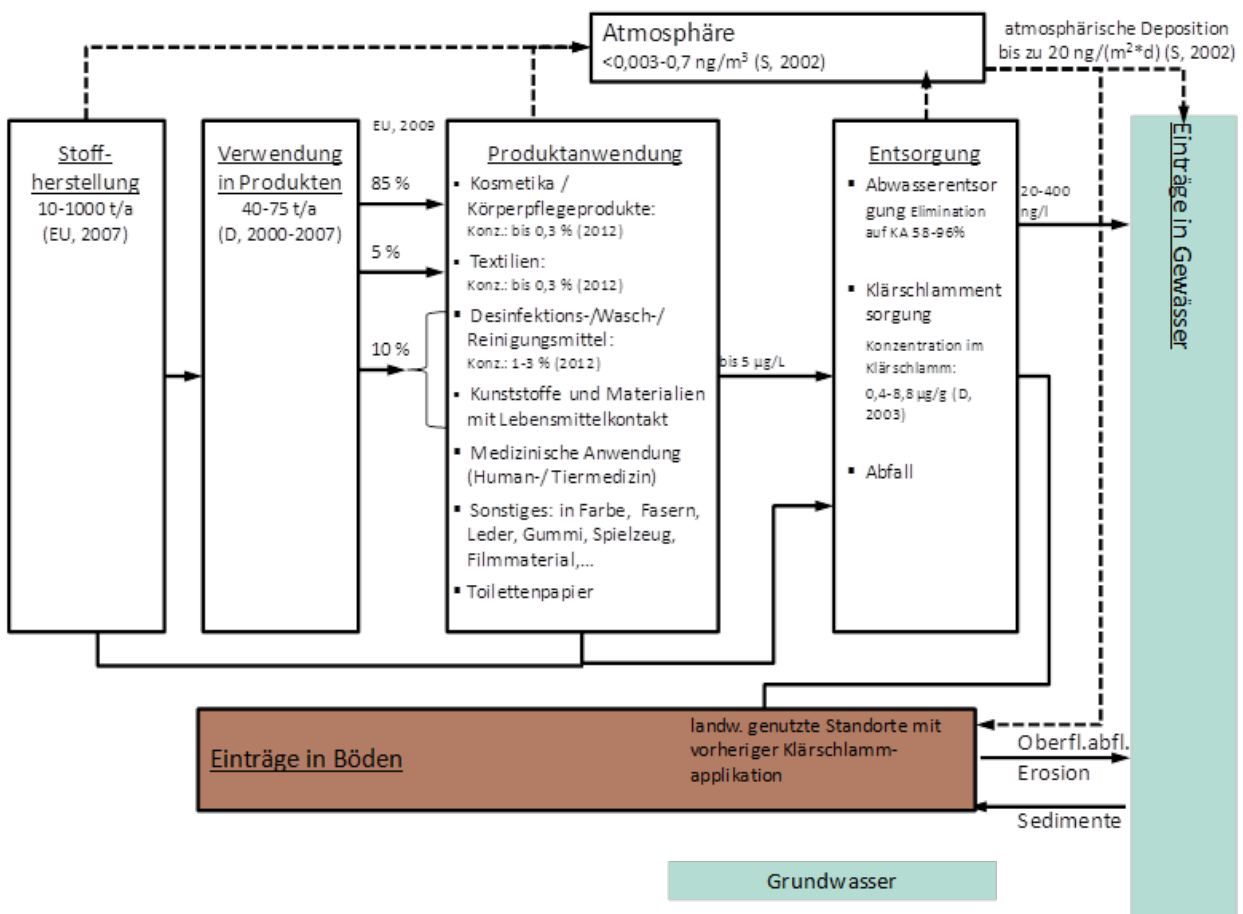 Atmosphäre
<0,003-0,7 ng/m³ (S, 2002)
atmosphärische Deposition
bis zu 20 ng/(m²*d) (S, 2002)
Stoff-
herstellung
10-1000 t/a
(EU, 2007)
Verwendung
in Produkten
40-75 t/a
(D, 2000-2007)
EU, 2009
85 %
5 %
10 %
Produktanwendung
▪ Kosmetika /
Körperpflegeprodukte:
Konz.: bis 0,3 % (2012)
▪ Textilien:
Konz.: bis 0,3 % (2012)
▪ Desinfektions-/Wasch-/
Reinigungsmittel:
Konz.: 1-3 % (2012)
▪ Kunststoffe und Materialien
mit Lebensmittelkontakt
▪ Medizinische Anwendung
(Human-/ Tiermedizin)
▪ Sonstiges: in Farbe, Fasern,
Leder, Gummi, Spielzeug,
Filmmaterial,...
▪ Toilettenpapier
bis 5 µg/L
Entsorgung
▪ Abwasserentsor
gung Elimination
auf KA 58-96%
▪ Klärschlamment
sorgung
Konzentration im
Klärschlamm:
0,4-8,8 µg/g (D,
2003)
▪ Abfall
20-400
ng/l
Einträge in Gewässer
Einträge in Böden
landw. genutzte Standorte mit
vorheriger Klärschlamm-
applikation
Oberfl.abfl.
Erosion
Sedimente
Grundwasser